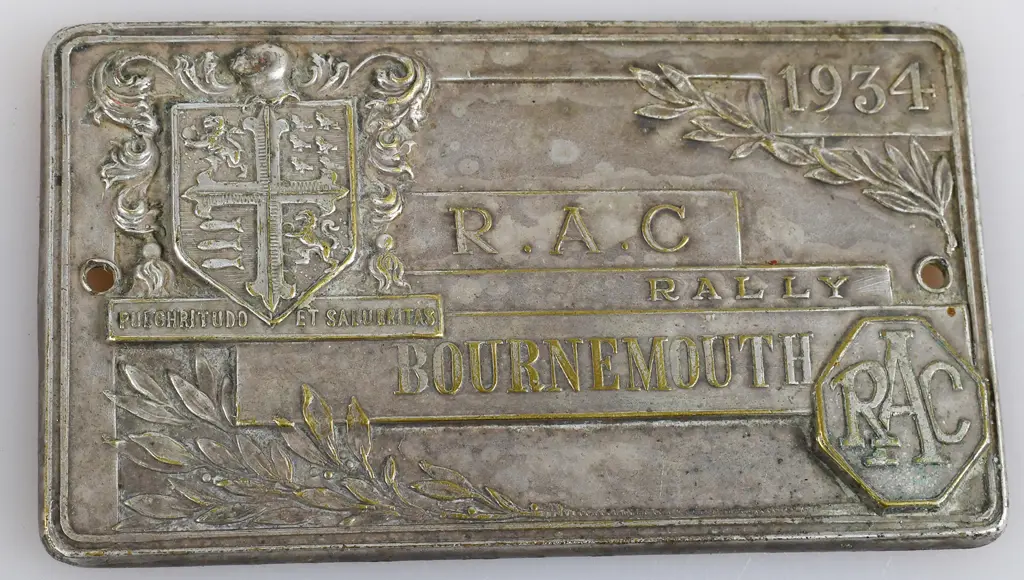 1934
R.A.C
RALLY
PULCHRITUDO ET SALUBRITAS
BOURNEMOUTH
RAC